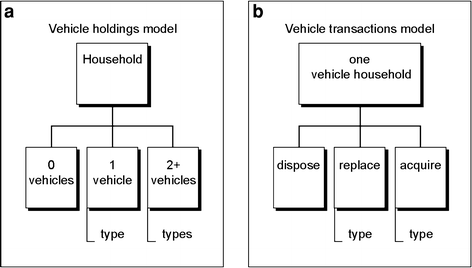 a
Vehicle holdings model
Household
0
vehicles
1
vehicle
2+
vehicles
type
types
b
Vehicle transactions model
one
vehicle household
dispose
replace
acquire
type
type